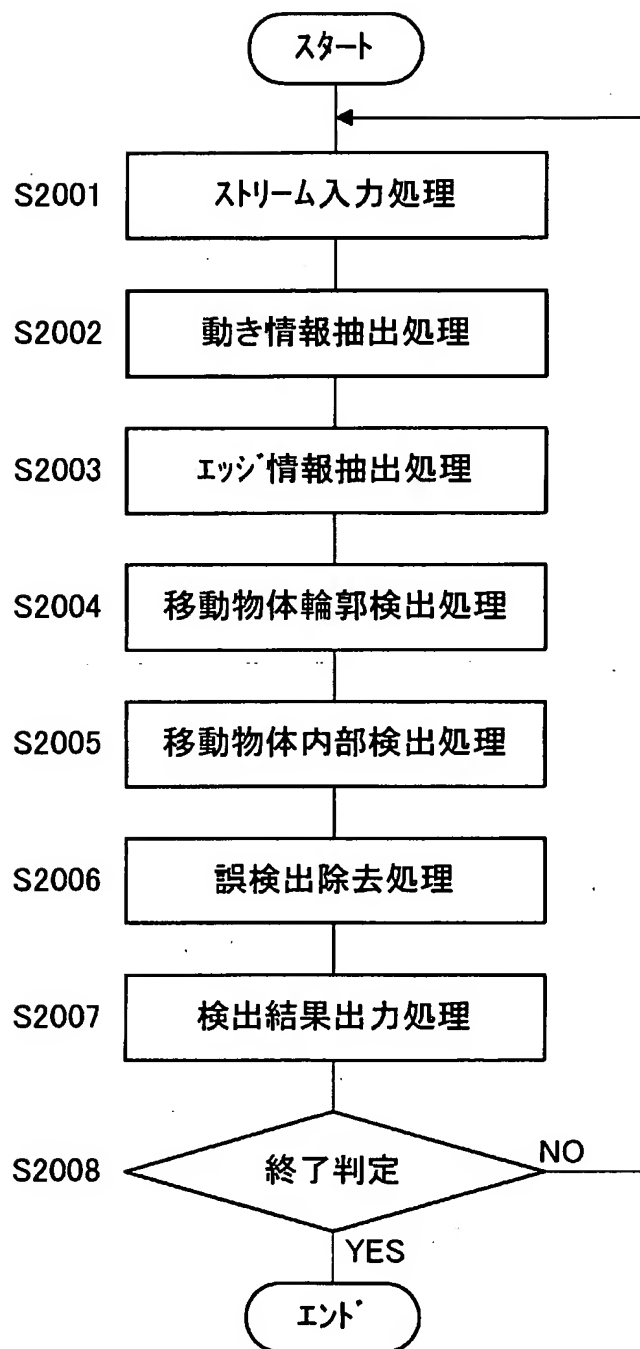 スタート
S2001 ストリーム入力処理
S2002 動き情報抽出処理
S2003 エッジ情報抽出処理
S2004 移動物体輪郭検出処理
S2005 移動物体内部検出処理
S2006 誤検出除去処理
S2007 検出結果出力処理
S2008 終了判定 NO
YES
エンド